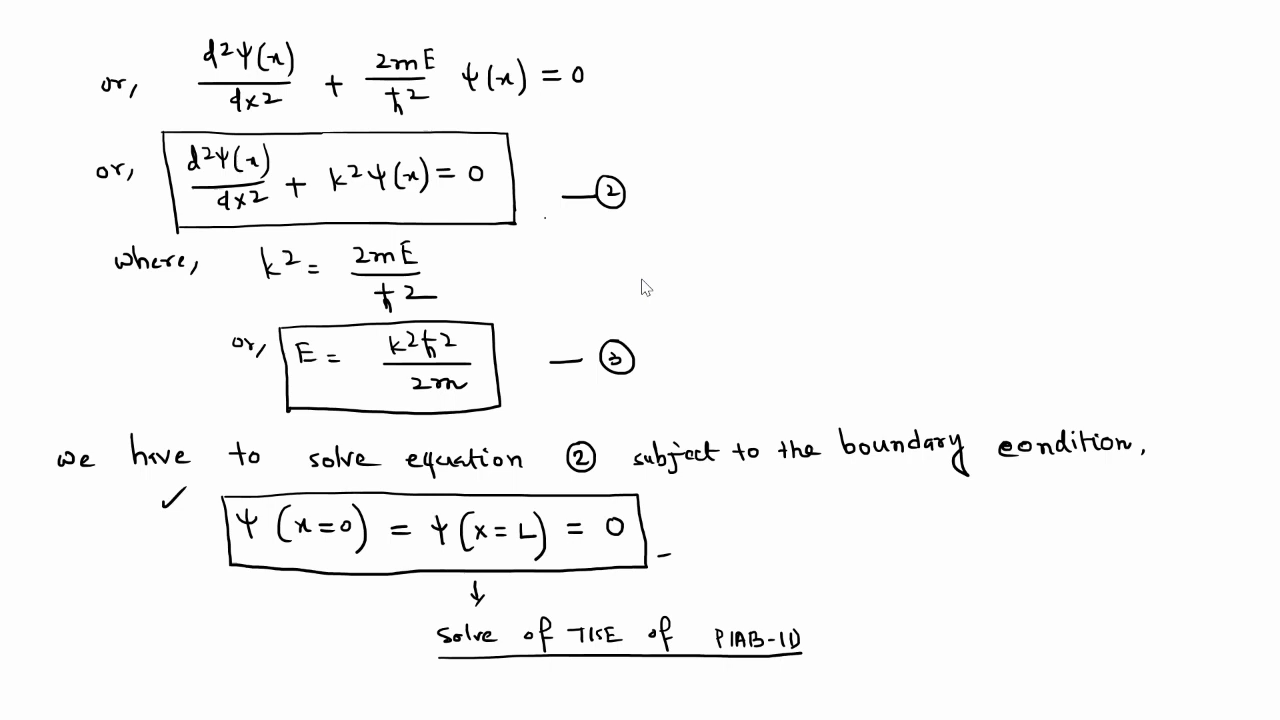 or, d²Ψ(x)/dx² + 2mE/ħ² Ψ(x) = 0
or, d²Ψ(x)/dx² + k²Ψ(x) = 0 —②
where, k² = 2mE/ħ²
or, E = k²ħ²/2m —③
we have to solve equation ② subject to the boundary condition,
✓ Ψ(x=0) = Ψ(x=L) = 0 –
↓
solve of TISE of PIAB-1D